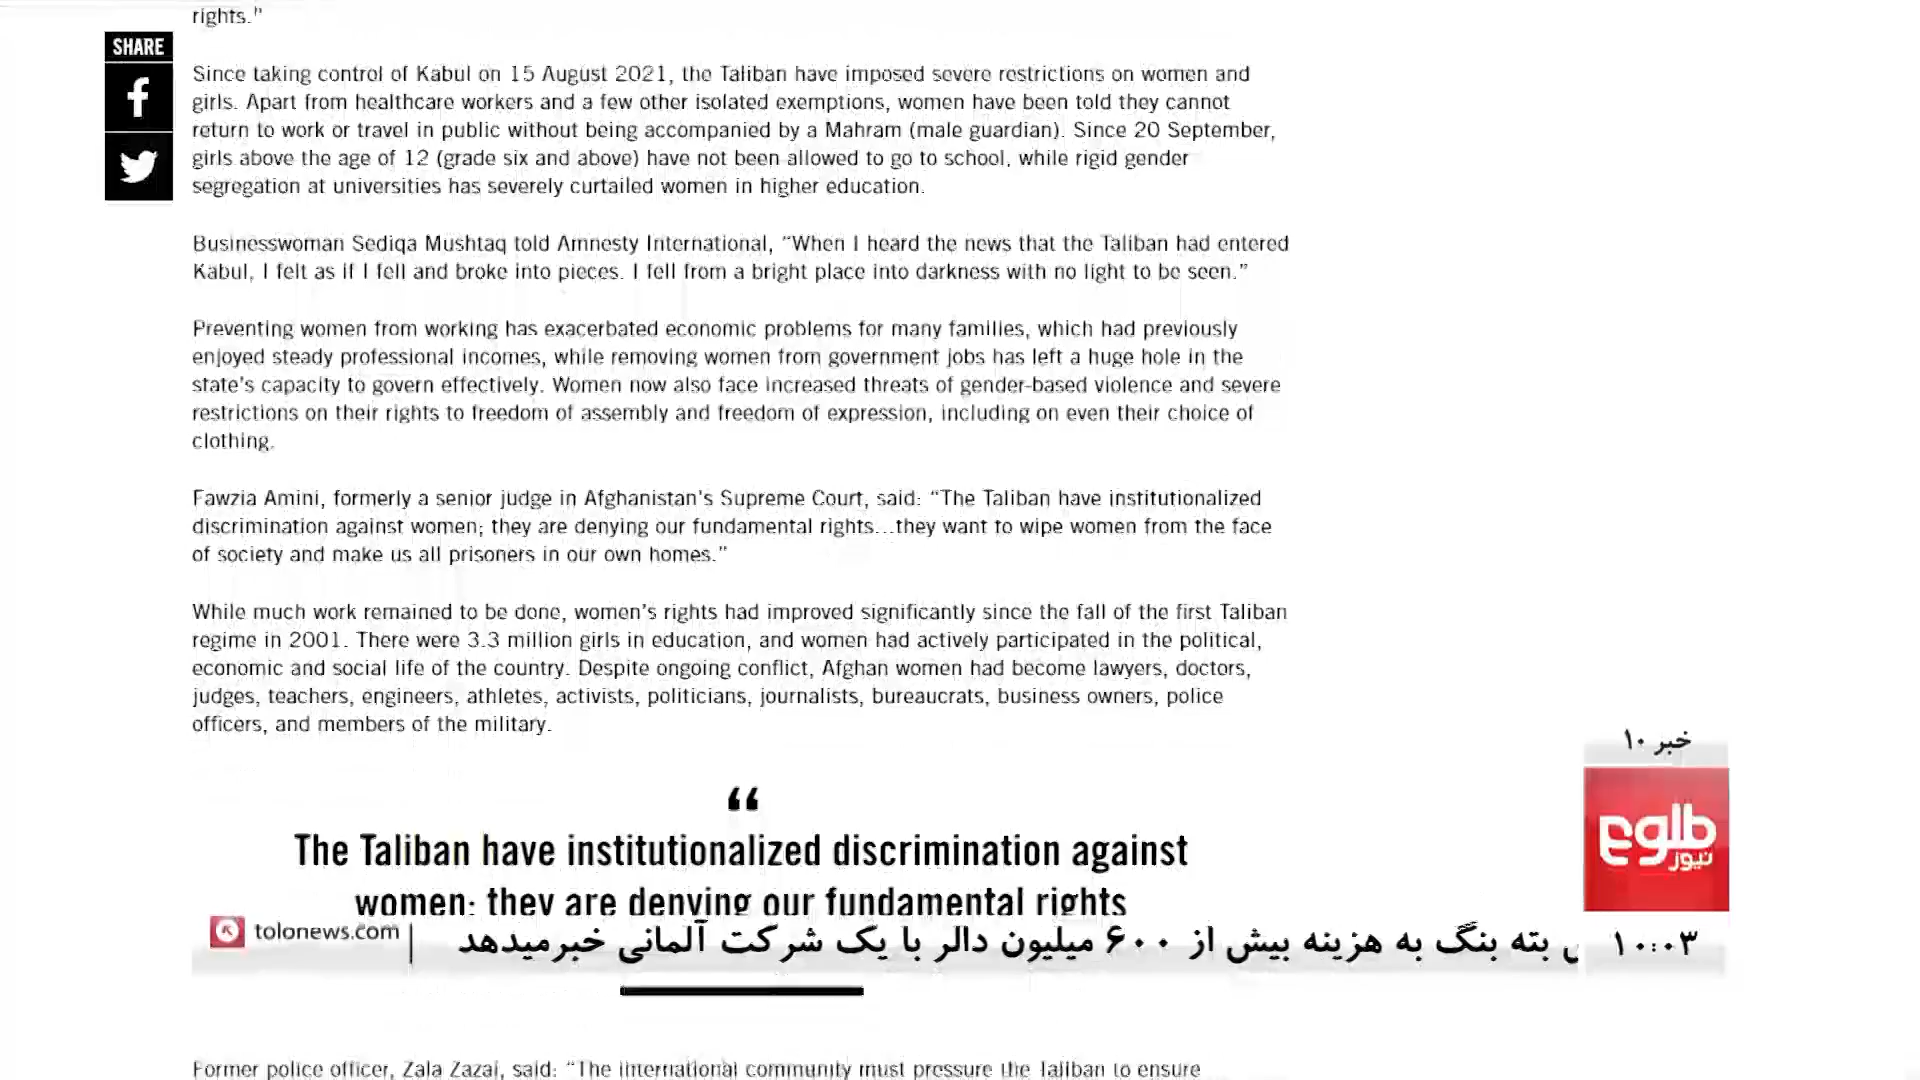 rights."
SHARE
Since taking control of Kabul on 15 August 2021, the Taliban have imposed severe restrictions on women and
girls. Apart from healthcare workers and a few other isolated exemptions, women have been told they cannot
return to work or travel in public without being accompanied by a Mahram (male guardian). Since 20 September,
girls above the age of 12 (grade six and above) have not been allowed to go to school, while rigid gender
segregation at universities has severely curtailed women in higher education.
Businesswoman Sediqa Mushtaq told Amnesty International, “When I heard the news that the Taliban had entered
Kabul, I felt as if I fell and broke into pieces. I fell from a bright place into darkness with no light to be seen.”
Preventing women from working has exacerbated economic problems for many families, which had previously
enjoyed steady professional incomes, while removing women from government jobs has left a huge hole in the
state’s capacity to govern effectively. Women now also face increased threats of gender-based violence and severe
restrictions on their rights to freedom of assembly and freedom of expression, including on even their choice of
clothing.
Fawzia Amini, formerly a senior judge in Afghanistan’s Supreme Court, said: “The Taliban have institutionalized
discrimination against women; they are denying our fundamental rights...they want to wipe women from the face
of society and make us all prisoners in our own homes.”
While much work remained to be done, women’s rights had improved significantly since the fall of the first Taliban
regime in 2001. There were 3.3 million girls in education, and women had actively participated in the political,
economic and social life of the country. Despite ongoing conflict, Afghan women had become lawyers, doctors,
judges, teachers, engineers, athletes, activists, politicians, journalists, bureaucrats, business owners, police
officers, and members of the military.
خبر ۱۰
“
The Taliban have institutionalized discrimination against
women; they are denying our fundamental rights
طلوع
نیوز
tolonews.com
بته بنگ به هزینه بیش از ۶۰۰ میلیون دالر با یک شرکت آلمانی خبرمیدهد
۱۰:۰۳
Former police officer, Zala Zazai, said: “The international community must pressure the Taliban to ensure